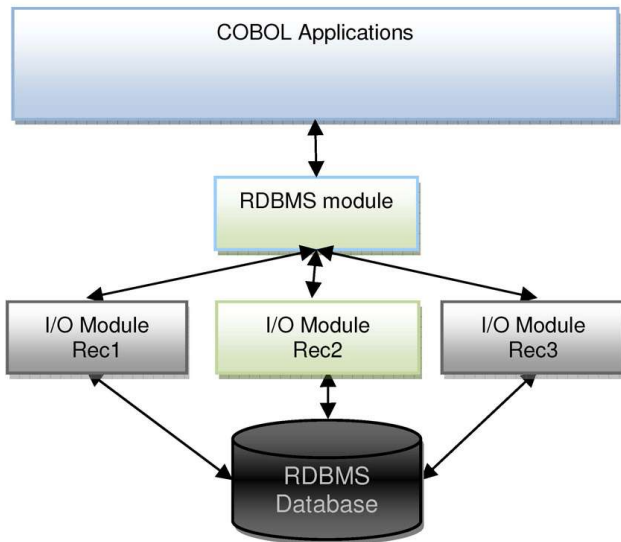 COBOL Applications
RDBMS module
I/O Module
Rec1
I/O Module
Rec2
I/O Module
Rec3
RDBMS
Database